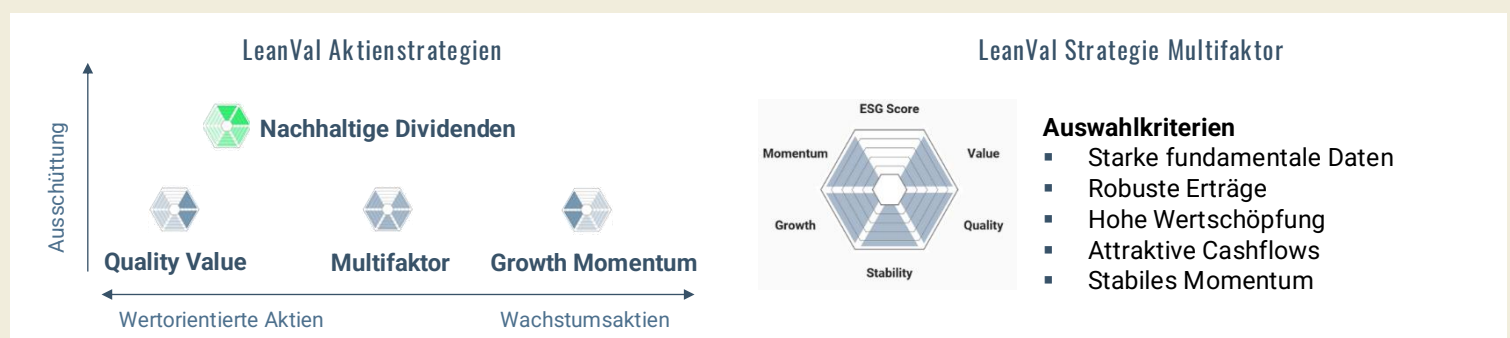 LeanVal Aktienstrategien
Ausschüttung
Nachhaltige Dividenden
Quality Value
Multifaktor
Growth Momentum
Wertorientierte Aktien
Wachstumsaktien
LeanVal Strategie Multifaktor
ESG Score
Momentum
Value
Growth
Quality
Stability
Auswahlkriterien
▪ Starke fundamentale Daten
▪ Robuste Erträge
▪ Hohe Wertschöpfung
▪ Attraktive Cashflows
▪ Stabiles Momentum